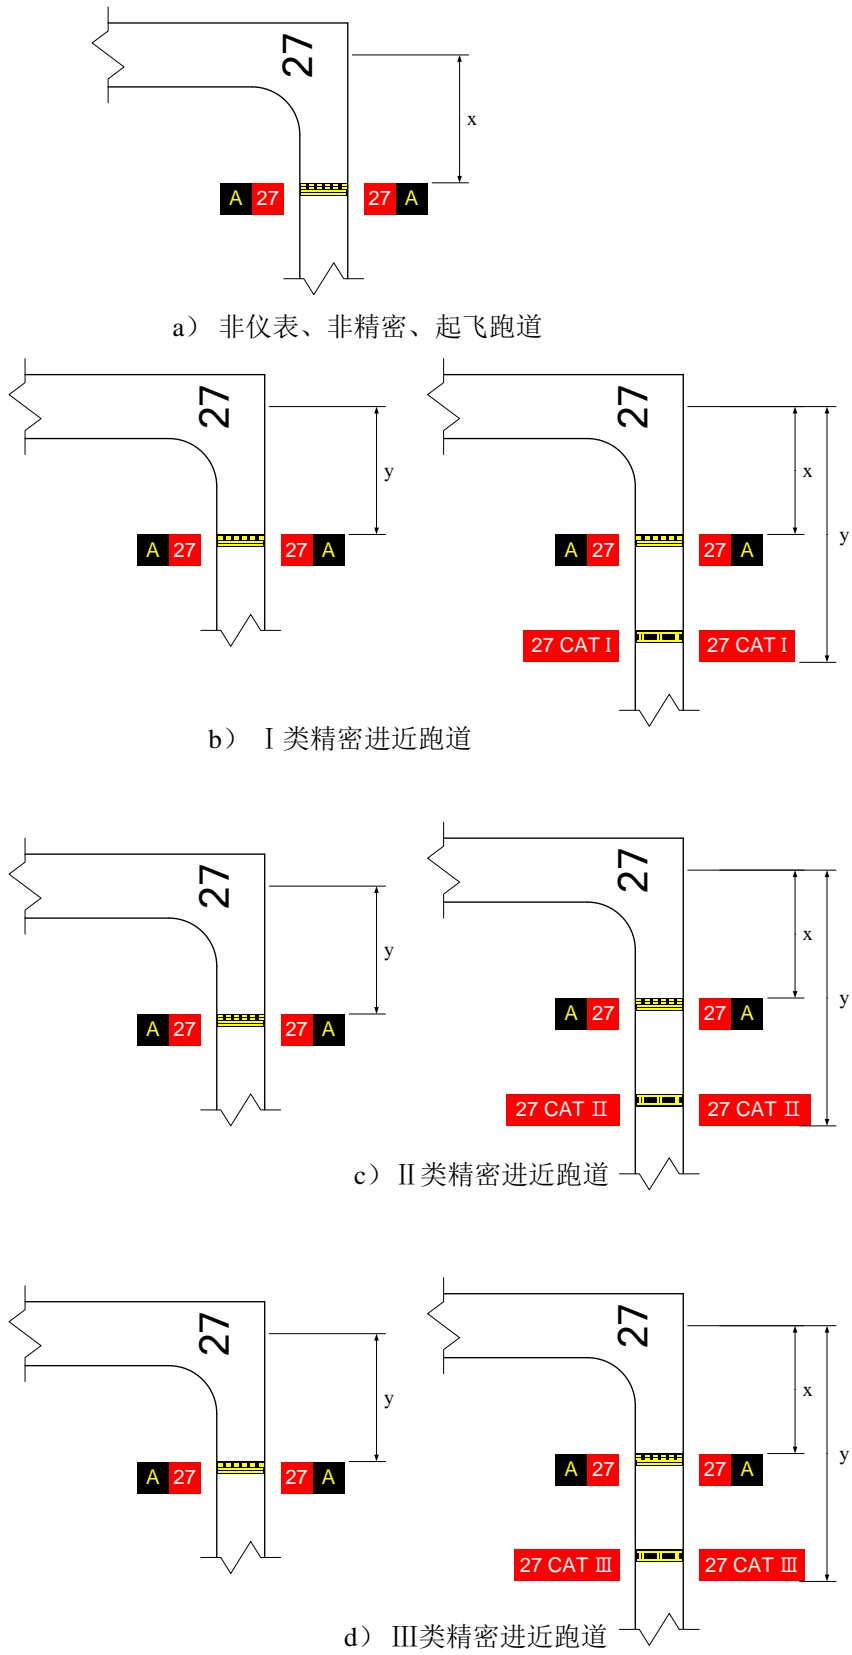 27
x
A 27 27 A
a） 非仪表、非精密、起飞跑道
27 27
y x y
A 27 27 A A 27 27 A
27 CAT Ⅰ 27 CAT Ⅰ
b） Ⅰ类精密进近跑道
27 27
y x y
A 27 27 A A 27 27 A
27 CAT Ⅱ 27 CAT Ⅱ
c） Ⅱ类精密进近跑道
27 27
y x y
A 27 27 A A 27 27 A
27 CAT Ⅲ 27 CAT Ⅲ
d） Ⅲ类精密进近跑道